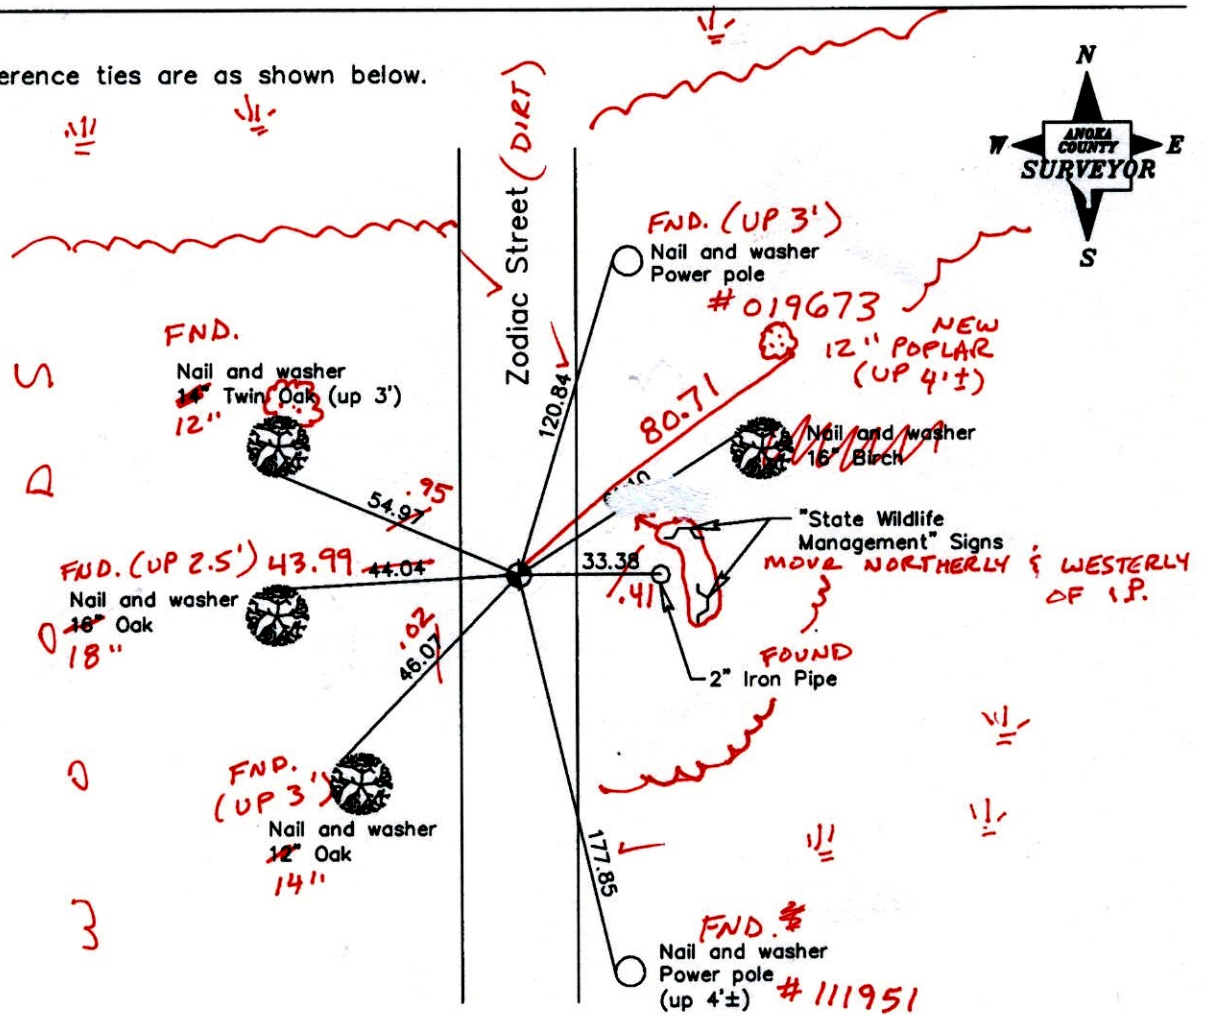 erence ties are as shown below.
N
W
E
S
ANOKA
COUNTY
SURVEYOR
Zodiac Street (DIRT)
FND. (UP 3')
Nail and washer
Power pole
#019673
NEW
12" POPLAR
(UP 4'±)
FND.
Nail and washer
14" Twin Oak (up 3')
12"
120.84
80.71
Nail and washer
16" Birch
54.97
.95
"State Wildlife
Management" Signs
MOVE NORTHERLY & WESTERLY
OF I.P.
FND. (UP 2.5') 43.99
44.04
33.38
.41
Nail and washer
16" Oak
18"
46.07
.02
FOUND
2" Iron Pipe
FND.
(UP 3')
Nail and washer
12" Oak
14"
177.85
FND.
Nail and washer
Power pole
(up 4'±)
#111951
WOODS